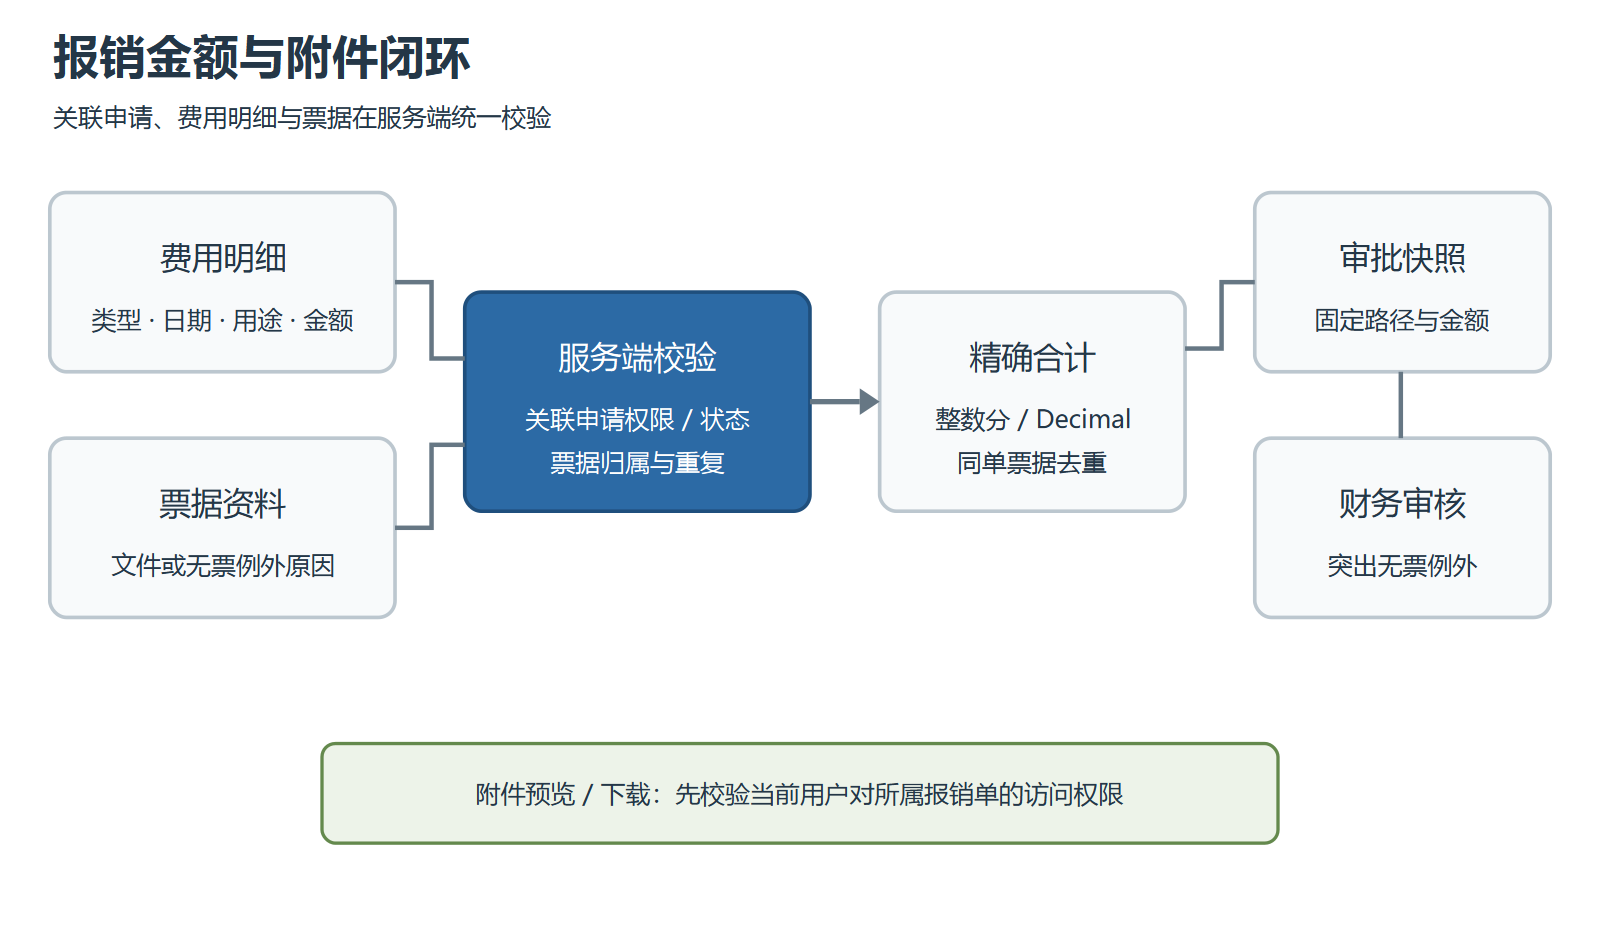 报销金额与附件闭环
关联申请、费用明细与票据在服务端统一校验
费用明细
类型 · 日期 · 用途 · 金额
票据资料
文件或无票例外原因
服务端校验
关联申请权限 / 状态
票据归属与重复
精确合计
整数分 / Decimal
同单票据去重
审批快照
固定路径与金额
财务审核
突出无票例外
附件预览 / 下载：先校验当前用户对所属报销单的访问权限